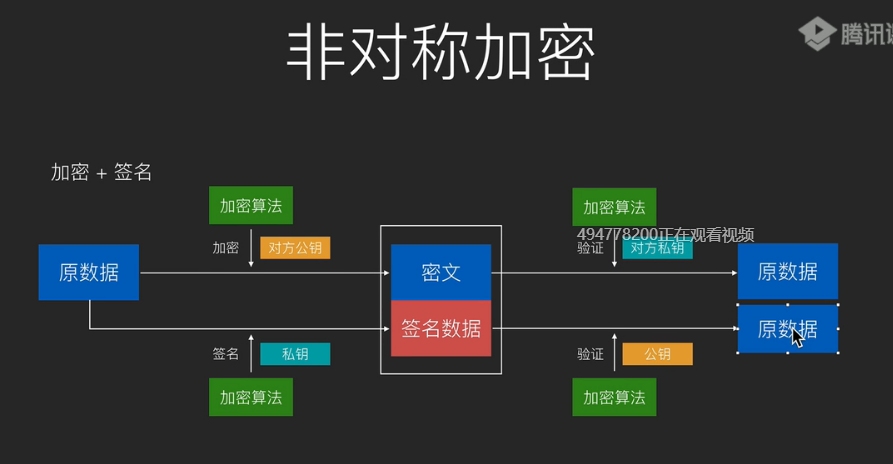 非对称加密
腾讯
加密 + 签名
加密算法
加密算法
494778200正在观看视频
加密
对方公钥
验证
对方私钥
原数据
密文
原数据
签名数据
原数据
签名
私钥
验证
公钥
加密算法
加密算法